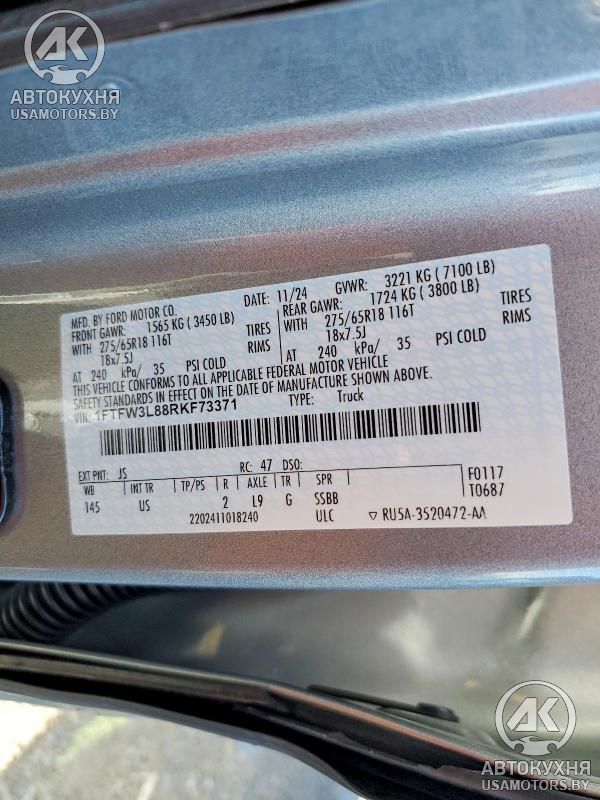 AK
АВТОКУХНЯ
USAMOTORS.BY
MFD. BY FORD MOTOR CO.
DATE: 11/24 GVWR: 3221 KG ( 7100 LB)
FRONT GAWR: 1565 KG ( 3450 LB) REAR GAWR: 1724 KG ( 3800 LB)
WITH 275/65R18 116T TIRES WITH 275/65R18 116T TIRES
18x7.5J RIMS 18x7.5J RIMS
AT 240 kPa/ 35 PSI COLD AT 240 kPa/ 35 PSI COLD
THIS VEHICLE CONFORMS TO ALL APPLICABLE FEDERAL MOTOR VEHICLE
SAFETY STANDARDS IN EFFECT ON THE DATE OF MANUFACTURE SHOWN ABOVE.
VIN: 1FTFW3L88RKF73371 TYPE: Truck
EXT PNT: JS RC: 47 DSO:
WB INT TR TP/PS R AXLE TR SPR F0117
145 US 2 L9 G SSBB T0687
2202411018240 ULC ▽ RU5A-3520472-AA
AK
АВТОКУХНЯ
USAMOTORS.BY